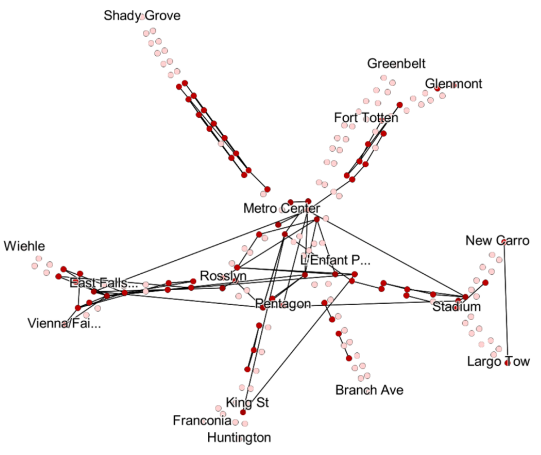 Shady Grove
Greenbelt
Glenmont
Fort Totten
Metro Center
Wiehle
New Carro
L'Enfant P...
East Falls...
Rosslyn
Pentagon
Stadium
Vienna/Fai...
Largo Tow
Branch Ave
King St
Franconia
Huntington